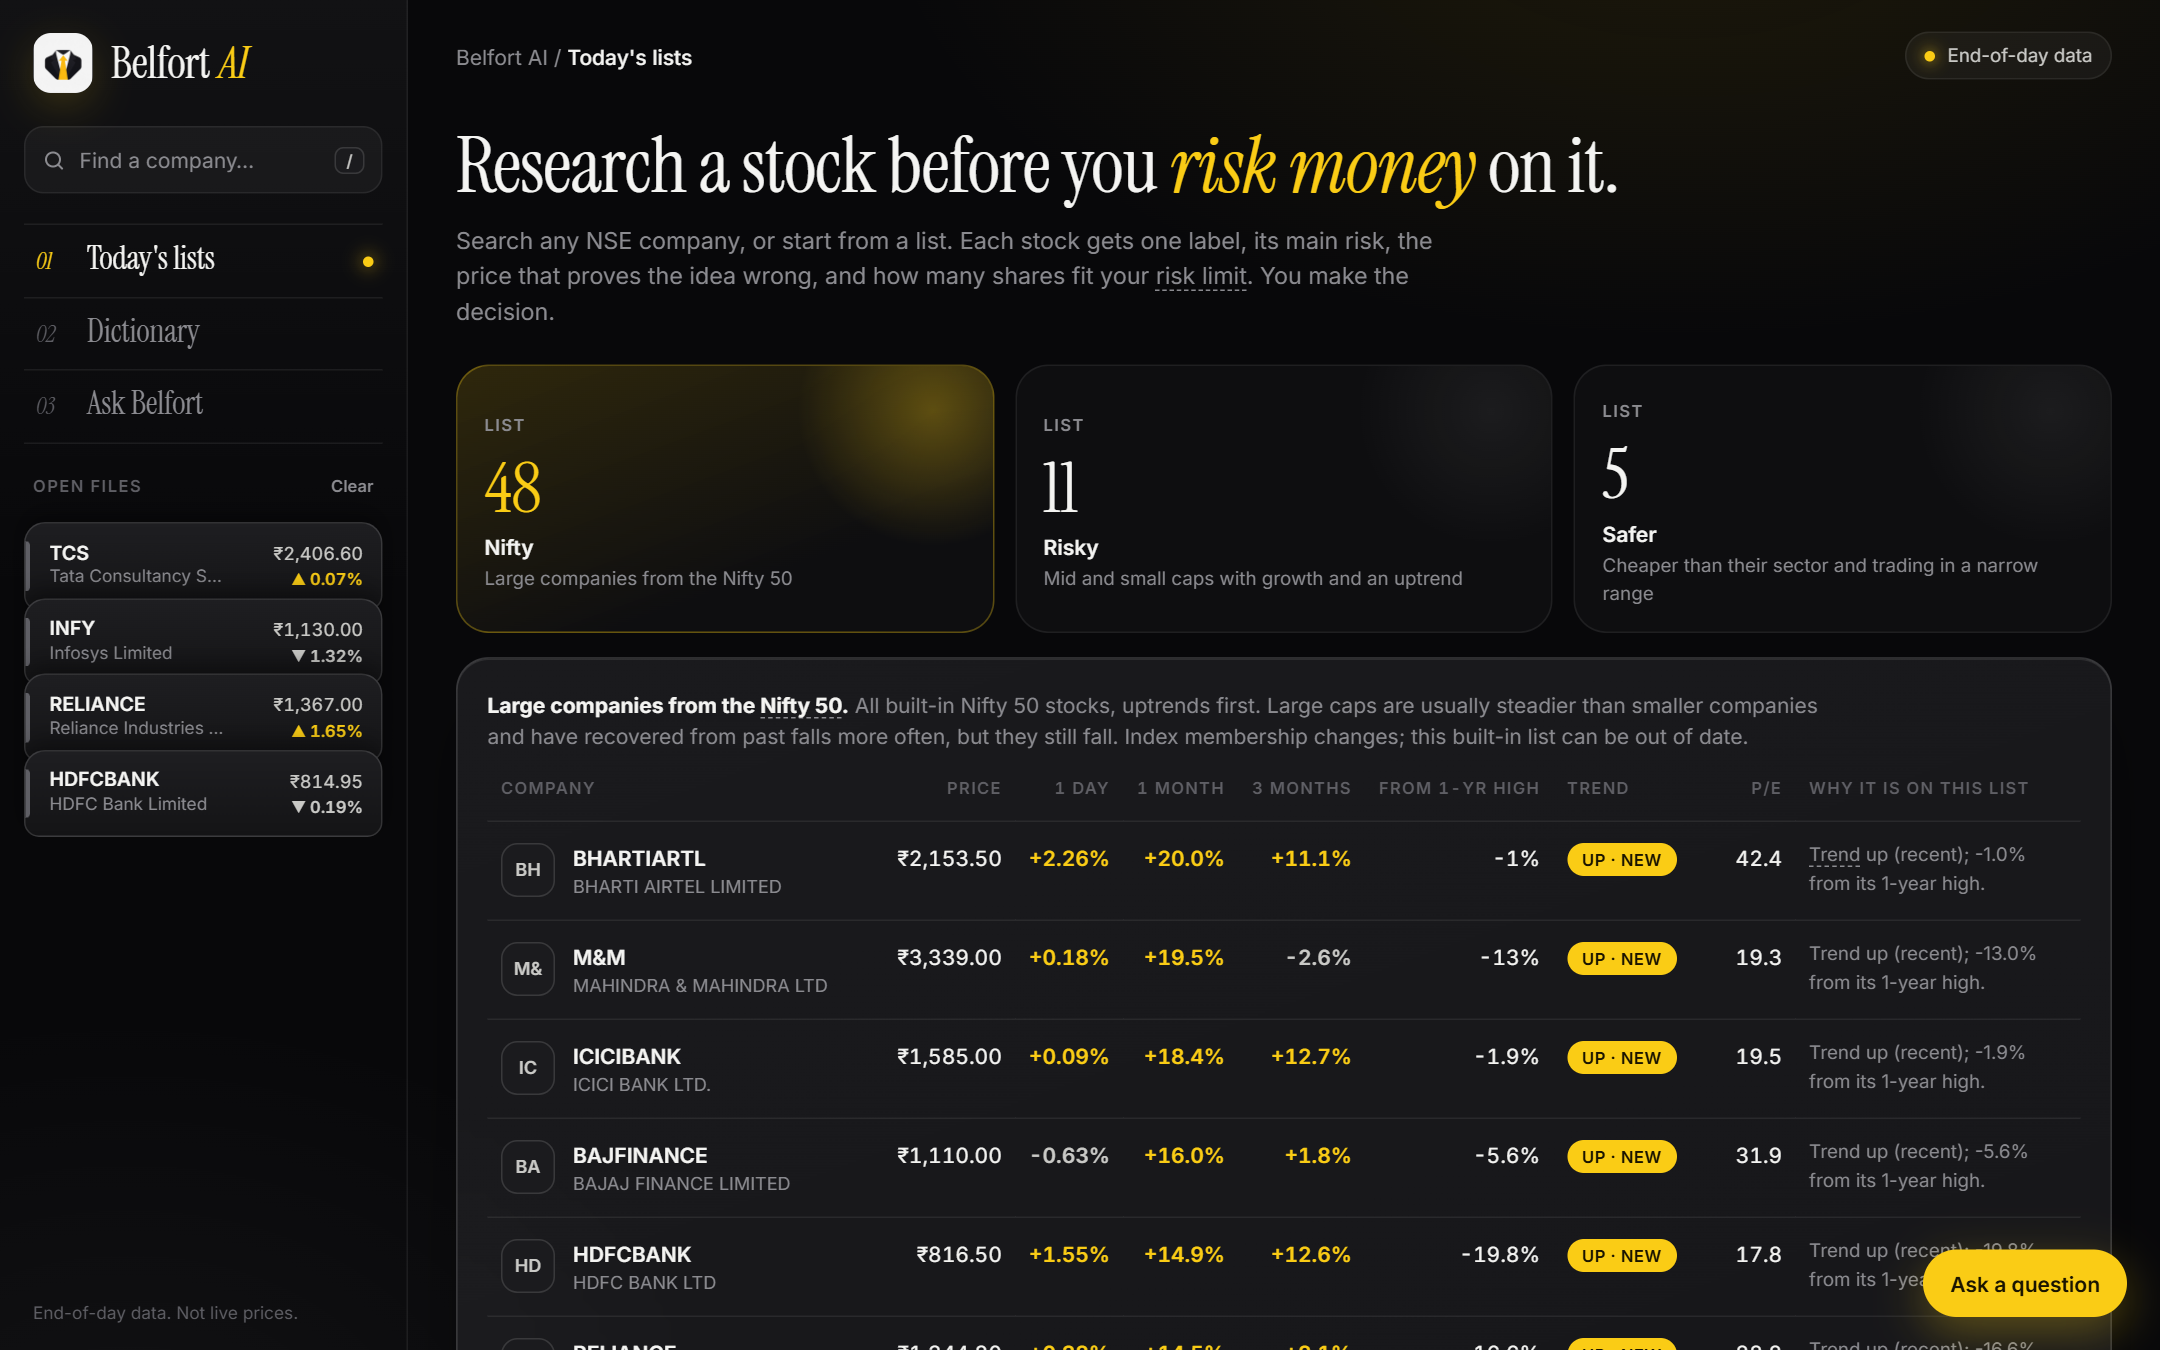 Belfort AI
Find a company... /
01 Today's lists
02 Dictionary
03 Ask Belfort
OPEN FILES Clear
TCS ₹2,406.60
Tata Consultancy S... ▲ 0.07%
INFY ₹1,130.00
Infosys Limited ▼ 1.32%
RELIANCE ₹1,367.00
Reliance Industries ... ▲ 1.65%
HDFCBANK ₹814.95
HDFC Bank Limited ▼ 0.19%
End-of-day data. Not live prices.
Belfort AI / Today's lists
End-of-day data
Research a stock before you risk money on it.
Search any NSE company, or start from a list. Each stock gets one label, its main risk, the
price that proves the idea wrong, and how many shares fit your risk limit. You make the
decision.
LIST
48
Nifty
Large companies from the Nifty 50
LIST
11
Risky
Mid and small caps with growth and an uptrend
LIST
5
Safer
Cheaper than their sector and trading in a narrow
range
Large companies from the Nifty 50. All built-in Nifty 50 stocks, uptrends first. Large caps are usually steadier than smaller companies
and have recovered from past falls more often, but they still fall. Index membership changes; this built-in list can be out of date.
COMPANY PRICE 1 DAY 1 MONTH 3 MONTHS FROM 1-YR HIGH TREND P/E WHY IT IS ON THIS LIST
BH BHARTIARTL ₹2,153.50 +2.26% +20.0% +11.1% -1% UP · NEW 42.4 Trend up (recent); -1.0%
BHARTI AIRTEL LIMITED from its 1-year high.
M& M&M ₹3,339.00 +0.18% +19.5% -2.6% -13% UP · NEW 19.3 Trend up (recent); -13.0%
MAHINDRA & MAHINDRA LTD from its 1-year high.
IC ICICIBANK ₹1,585.00 +0.09% +18.4% +12.7% -1.9% UP · NEW 19.5 Trend up (recent); -1.9%
ICICI BANK LTD. from its 1-year high.
BA BAJFINANCE ₹1,110.00 -0.63% +16.0% +1.8% -5.6% UP · NEW 31.9 Trend up (recent); -5.6%
BAJAJ FINANCE LIMITED from its 1-year high.
HD HDFCBANK ₹816.50 +1.55% +14.9% +12.6% -19.8% UP · NEW 17.8 Trend up (recent); -19.8%
HDFC BANK LTD from its 1-yea
Ask a question
RELIANCE